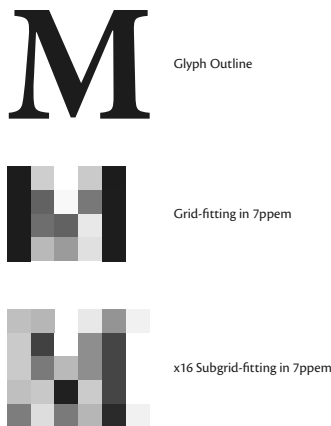 M
Glyph Outline
Grid-fitting in 7ppem
x16 Subgrid-fitting in 7ppem